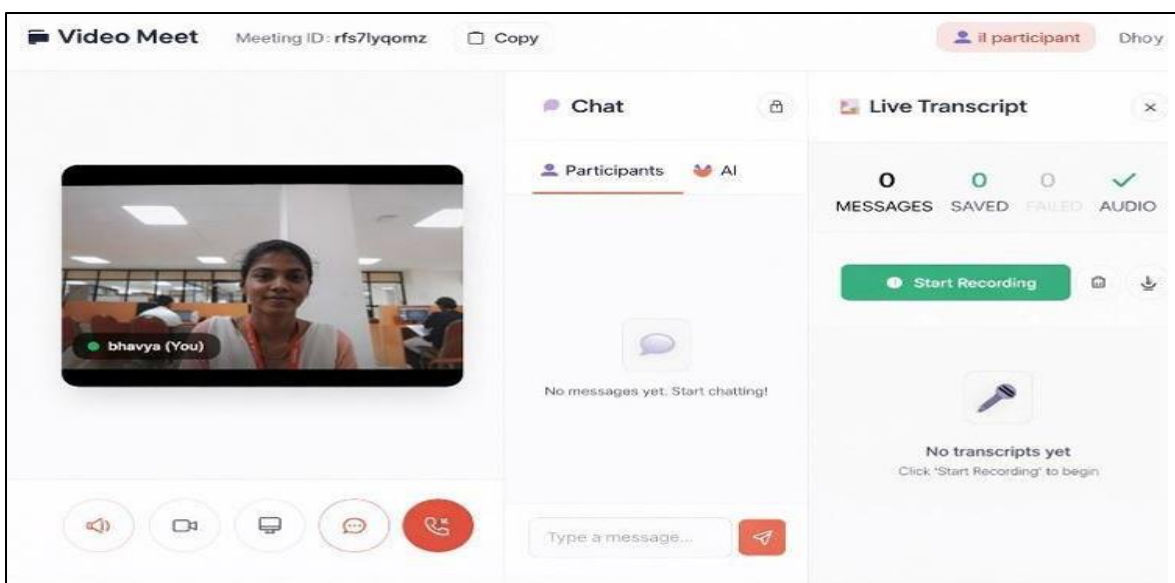 Video Meet Meeting ID: rfs7lyqomz Copy il participant Dhoy
bhavya (You)
Chat
Participants AI
No messages yet. Start chatting!
Type a message...
Live Transcript
0 0 0
MESSAGES SAVED FAILED AUDIO
Start Recording
No transcripts yet
Click 'Start Recording' to begin